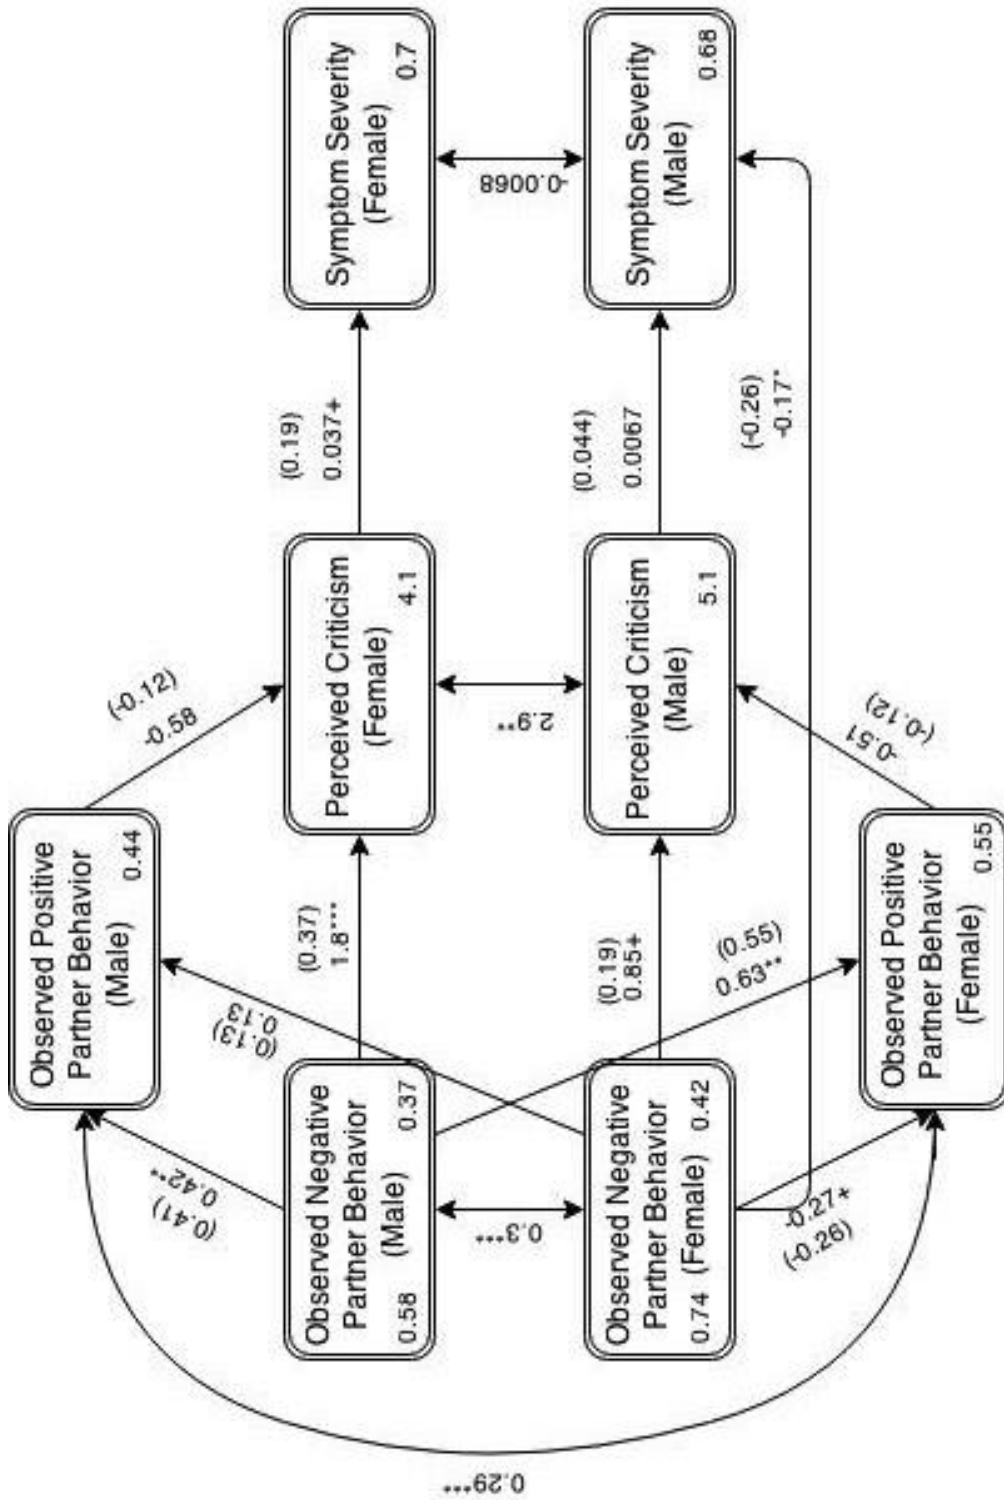 Observed Positive
Partner Behavior
(Male)
0.44
(-0.12)
-0.58
0.42**
(0.41)
(0.13)
0.13
Observed Negative
Partner Behavior
(Male)
0.58
0.37
(0.37)
1.8***
Perceived Criticism
(Female)
4.1
(0.19)
0.037+
Symptom Severity
(Female)
0.7
0.29***
0.3***
2.9**
-0.0068
Observed Negative
Partner Behavior
0.74 (Female) 0.42
(0.19)
0.85+
Perceived Criticism
(Male)
5.1
(0.044)
0.0067
Symptom Severity
(Male)
0.68
(0.55)
0.63**
(-0.26)
-0.17*
-0.27+
(-0.26)
-0.51
(-0.12)
Observed Positive
Partner Behavior
(Female)
0.55